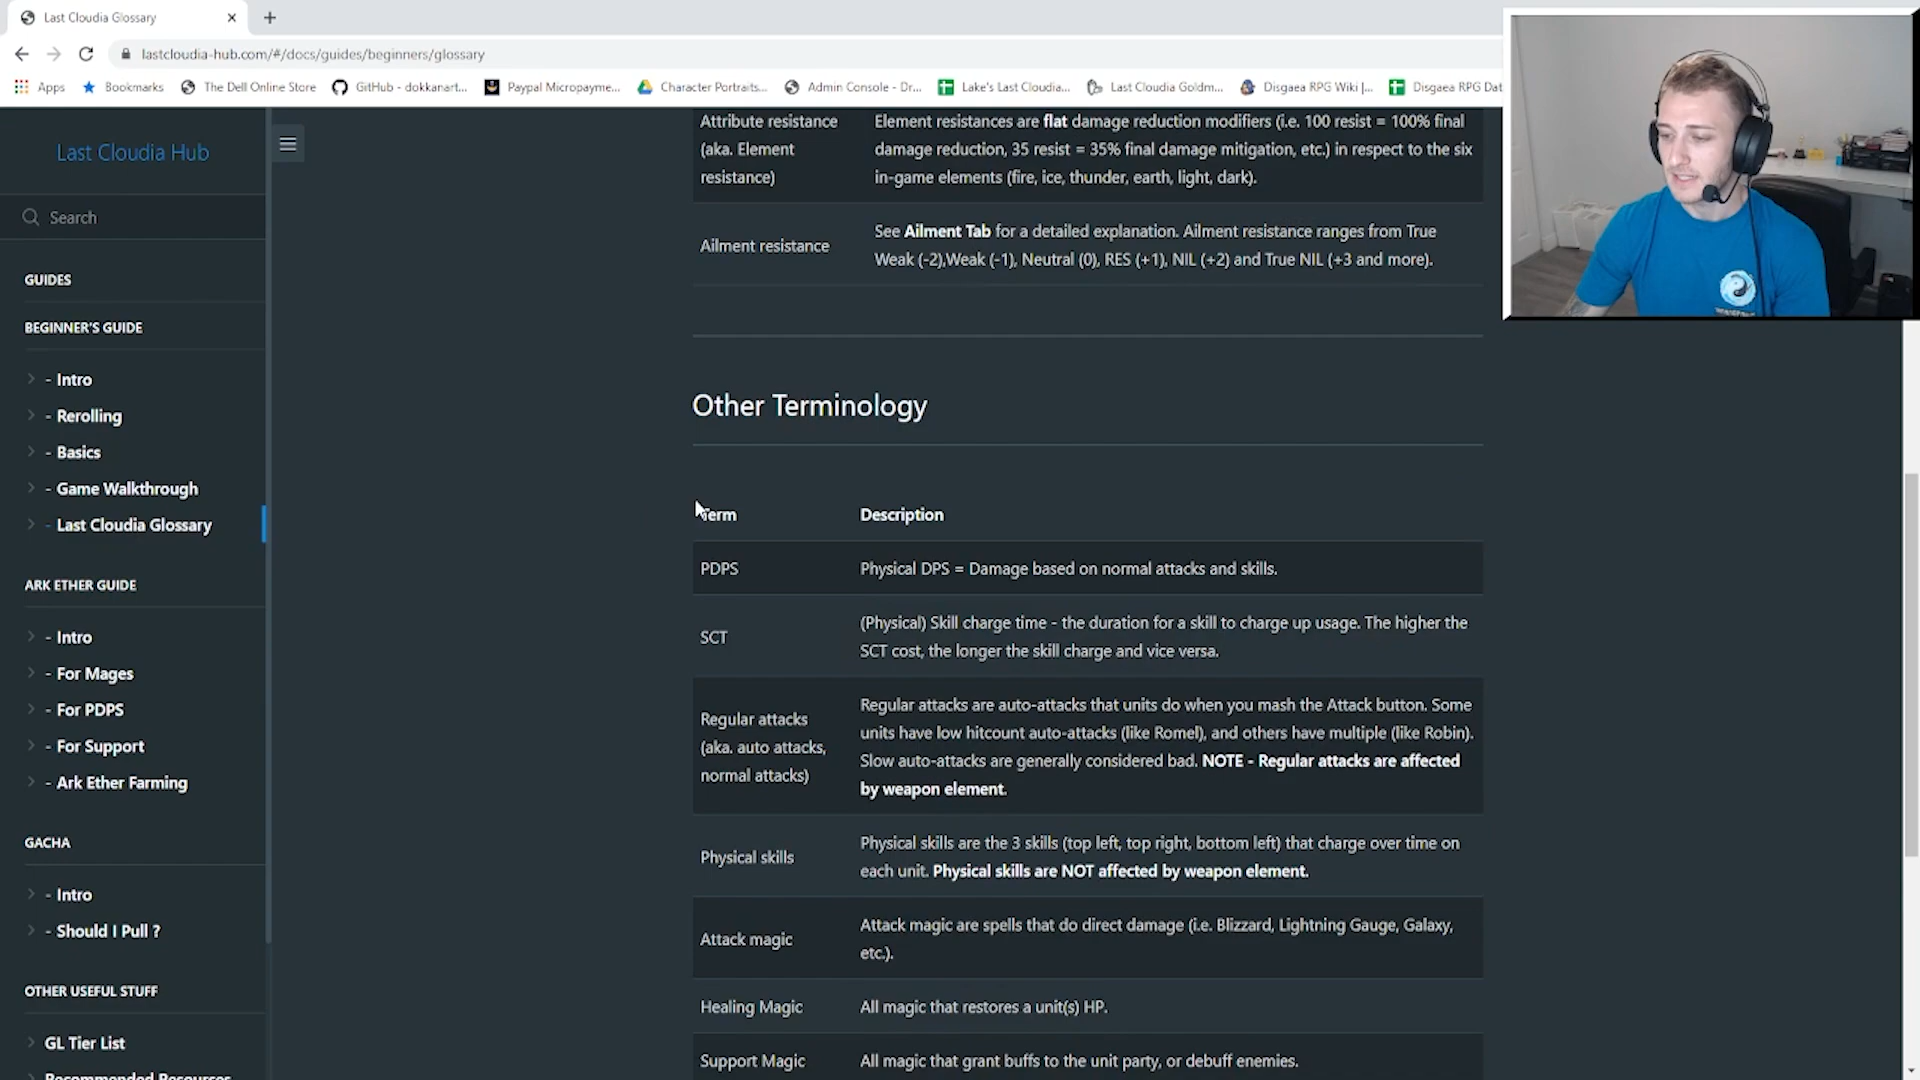 Last Cloudia Glossary
lastcloudia-hub.com/#/docs/guides/beginners/glossary
Apps Bookmarks The Dell Online Store GitHub - dokkanart... Paypal Micropayme... Character Portraits... Admin Console - Dr... Lake's Last Cloudia... Last Cloudia Goldm... Disgaea RPG Wiki |... Disgaea RPG Dat
Last Cloudia Hub
Search
GUIDES
BEGINNER'S GUIDE
- Intro
- Rerolling
- Basics
- Game Walkthrough
- Last Cloudia Glossary
ARK ETHER GUIDE
- Intro
- For Mages
- For PDPS
- For Support
- Ark Ether Farming
GACHA
- Intro
- Should I Pull ?
OTHER USEFUL STUFF
GL Tier List
Recommended Resources
Attribute resistance
(aka. Element
resistance)
Element resistances are flat damage reduction modifiers (i.e. 100 resist = 100% final
damage reduction, 35 resist = 35% final damage mitigation, etc.) in respect to the six
in-game elements (fire, ice, thunder, earth, light, dark).
Ailment resistance
See Ailment Tab for a detailed explanation. Ailment resistance ranges from True
Weak (-2),Weak (-1), Neutral (0), RES (+1), NIL (+2) and True NIL (+3 and more).
Other Terminology
Term Description
PDPS Physical DPS = Damage based on normal attacks and skills.
SCT
(Physical) Skill charge time - the duration for a skill to charge up usage. The higher the
SCT cost, the longer the skill charge and vice versa.
Regular attacks
(aka. auto attacks,
normal attacks)
Regular attacks are auto-attacks that units do when you mash the Attack button. Some
units have low hitcount auto-attacks (like Romel), and others have multiple (like Robin).
Slow auto-attacks are generally considered bad. NOTE - Regular attacks are affected
by weapon element.
Physical skills
Physical skills are the 3 skills (top left, top right, bottom left) that charge over time on
each unit. Physical skills are NOT affected by weapon element.
Attack magic
Attack magic are spells that do direct damage (i.e. Blizzard, Lightning Gauge, Galaxy,
etc.).
Healing Magic All magic that restores a unit(s) HP.
Support Magic All magic that grant buffs to the unit party, or debuff enemies.